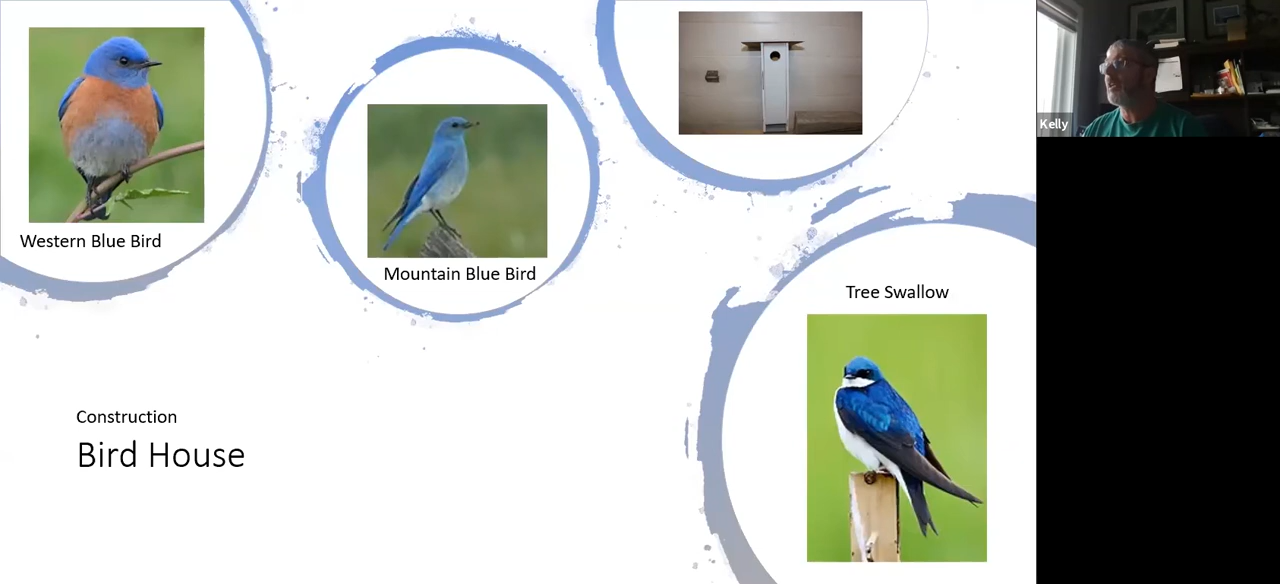 Western Blue Bird
Mountain Blue Bird
Tree Swallow
Construction
Bird House
Kelly